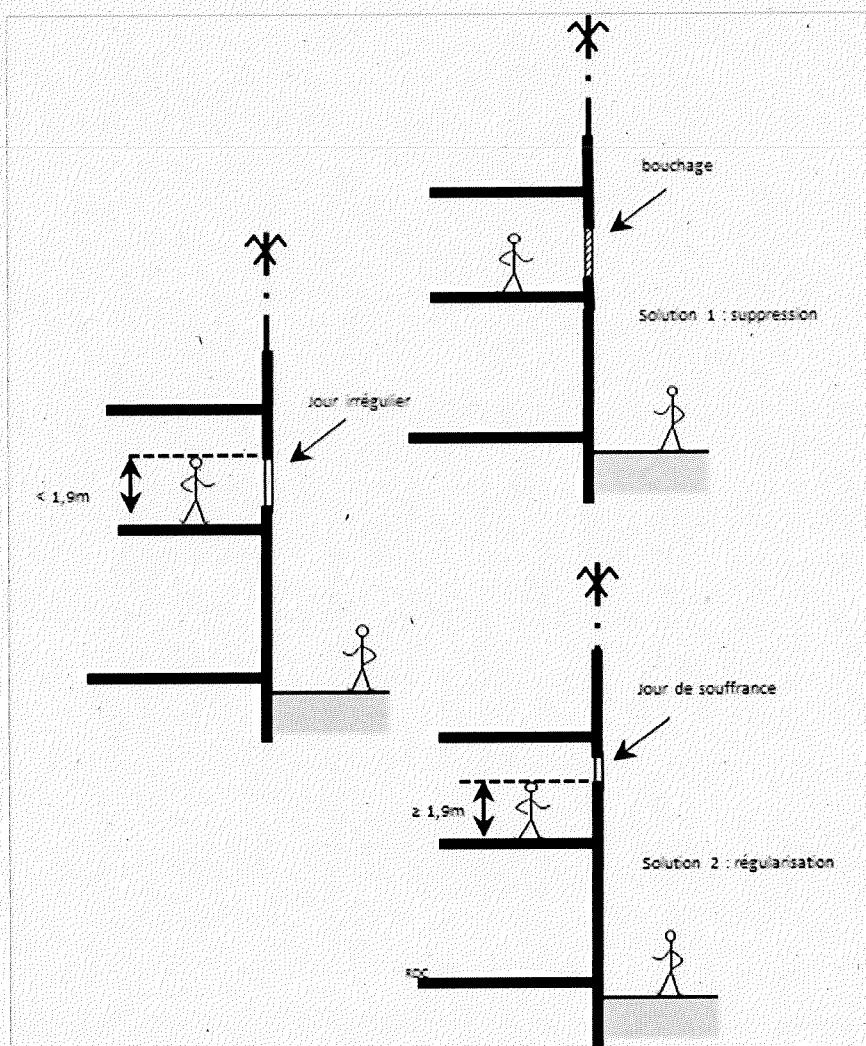 bouchage
Solution 1 : suppression
Jour irrégulier
< 1,9m
Jour de souffrance
≥ 1,9m
Solution 2 : régularisation
RDC